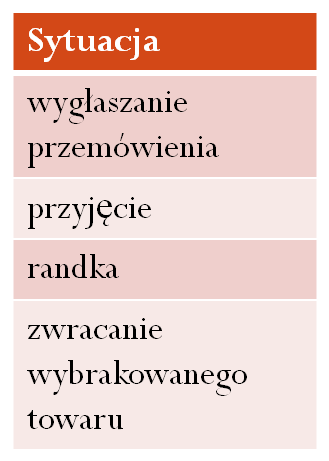 Sytuacja
wygłaszanie
przemówienia
przyjęcie
randka
zwracanie
wybrakowanego
towaru